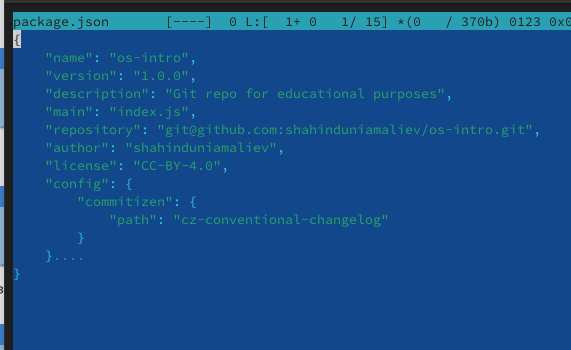 package.json [----] 0 L:[ 1+ 0 1/ 15] *(0 / 370b) 0123 0x0
{
    "name": "os-intro",
    "version": "1.0.0",
    "description": "Git repo for educational purposes",
    "main": "index.js",
    "repository": "git@github.com:shahinduniamaliev/os-intro.git",
    "author": "shahinduniamaliev",
    "license": "CC-BY-4.0",
    "config": {
        "commitizen": {
            "path": "cz-conventional-changelog"
        }
    }....
}